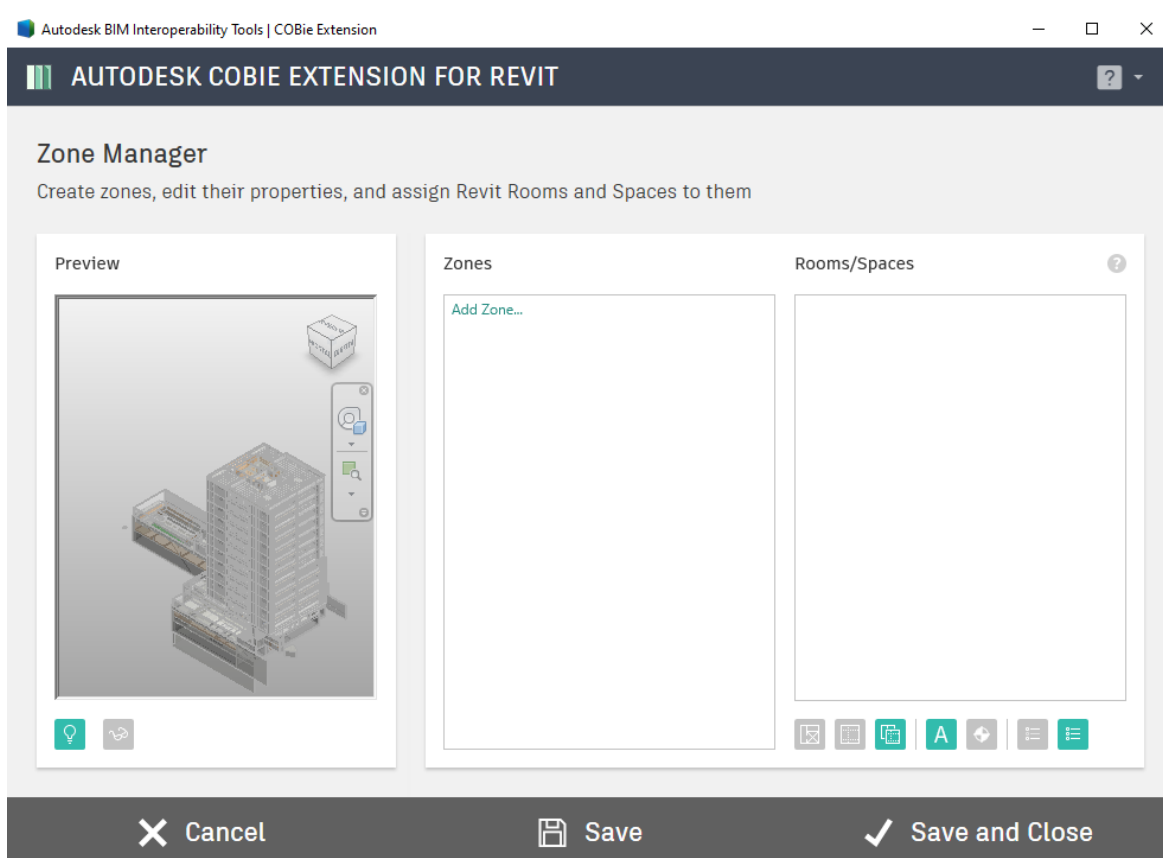 Autodesk BIM Interoperability Tools | COBie Extension
AUTODESK COBIE EXTENSION FOR REVIT
?
Zone Manager
Create zones, edit their properties, and assign Revit Rooms and Spaces to them
Preview
Zones
Rooms/Spaces
?
Add Zone...
A
Cancel
Save
Save and Close